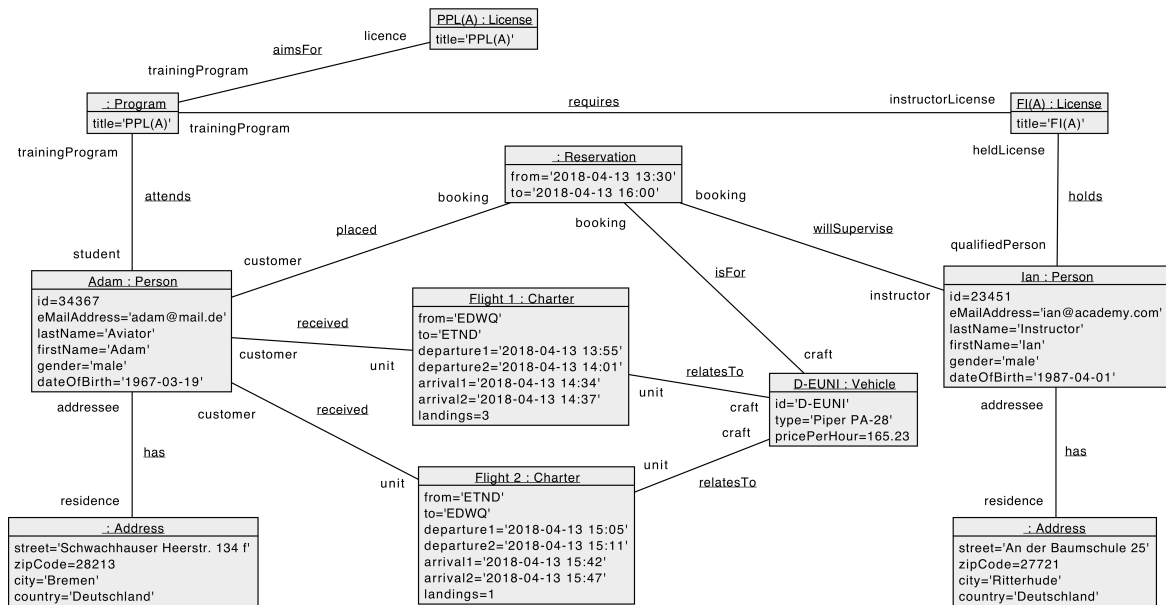 PPL(A) : License
title='PPL(A)'
licence
aimsFor
trainingProgram
: Program
title='PPL(A)'
trainingProgram
requires
instructorLicense
FI(A) : License
title='FI(A)'
trainingProgram
heldLicense
: Reservation
from='2018-04-13 13:30'
to='2018-04-13 16:00'
attends
booking
booking
booking
holds
placed
willSupervise
student
customer
qualifiedPerson
isFor
Adam : Person
id=34367
eMailAddress='adam@mail.de'
lastName='Aviator'
firstName='Adam'
gender='male'
dateOfBirth='1967-03-19'
Ian : Person
id=23451
eMailAddress='ian@academy.com'
lastName='Instructor'
firstName='Ian'
gender='male'
dateOfBirth='1987-04-01'
instructor
received
customer
unit
Flight 1 : Charter
from='EDWQ'
to='ETND'
departure1='2018-04-13 13:55'
departure2='2018-04-13 14:01'
arrival1='2018-04-13 14:34'
arrival2='2018-04-13 14:37'
landings=3
craft
relatesTo
unit
craft
D-EUNI : Vehicle
id='D-EUNI'
type='Piper PA-28'
pricePerHour=165.23
addressee
customer
received
craft
addressee
has
unit
unit
relatesTo
has
Flight 2 : Charter
from='ETND'
to='EDWQ'
departure1='2018-04-13 15:05'
departure2='2018-04-13 15:11'
arrival1='2018-04-13 15:42'
arrival2='2018-04-13 15:47'
landings=1
residence
: Address
street='Schwachhauser Heerstr. 134 f'
zipCode=28213
city='Bremen'
country='Deutschland'
residence
: Address
street='An der Baumschule 25'
zipCode=27721
city='Ritterhude'
country='Deutschland'